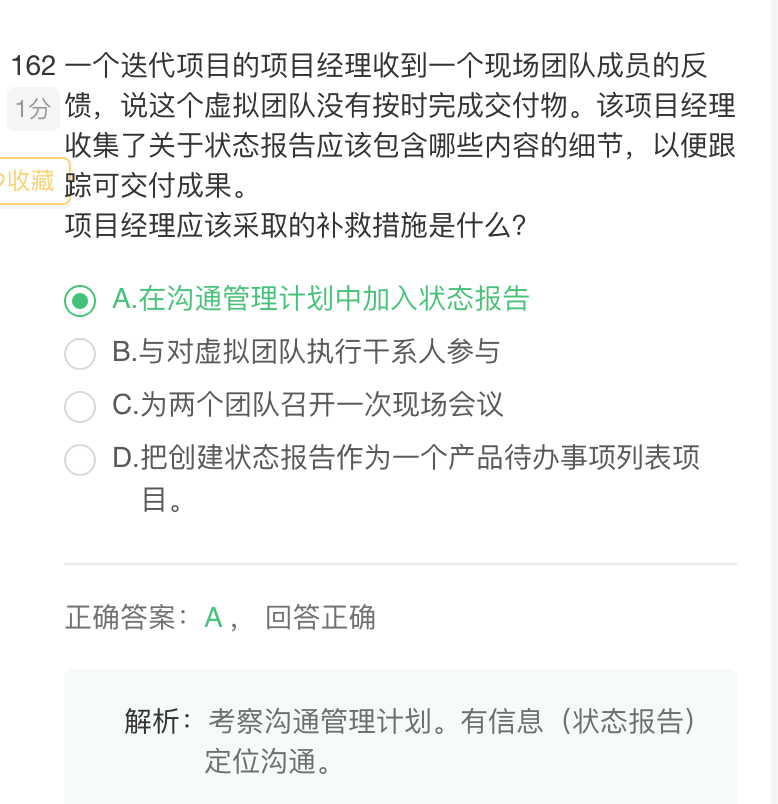 162 一个迭代项目的项目经理收到一个现场团队成员的反
1分 馈，说这个虚拟团队没有按时完成交付物。该项目经理
收集了关于状态报告应该包含哪些内容的细节，以便跟
收藏 踪可交付成果。
项目经理应该采取的补救措施是什么？
A.在沟通管理计划中加入状态报告
B.与对虚拟团队执行干系人参与
C.为两个团队召开一次现场会议
D.把创建状态报告作为一个产品待办事项列表项
目。
正确答案：A， 回答正确
解析：考察沟通管理计划。有信息（状态报告）
定位沟通。